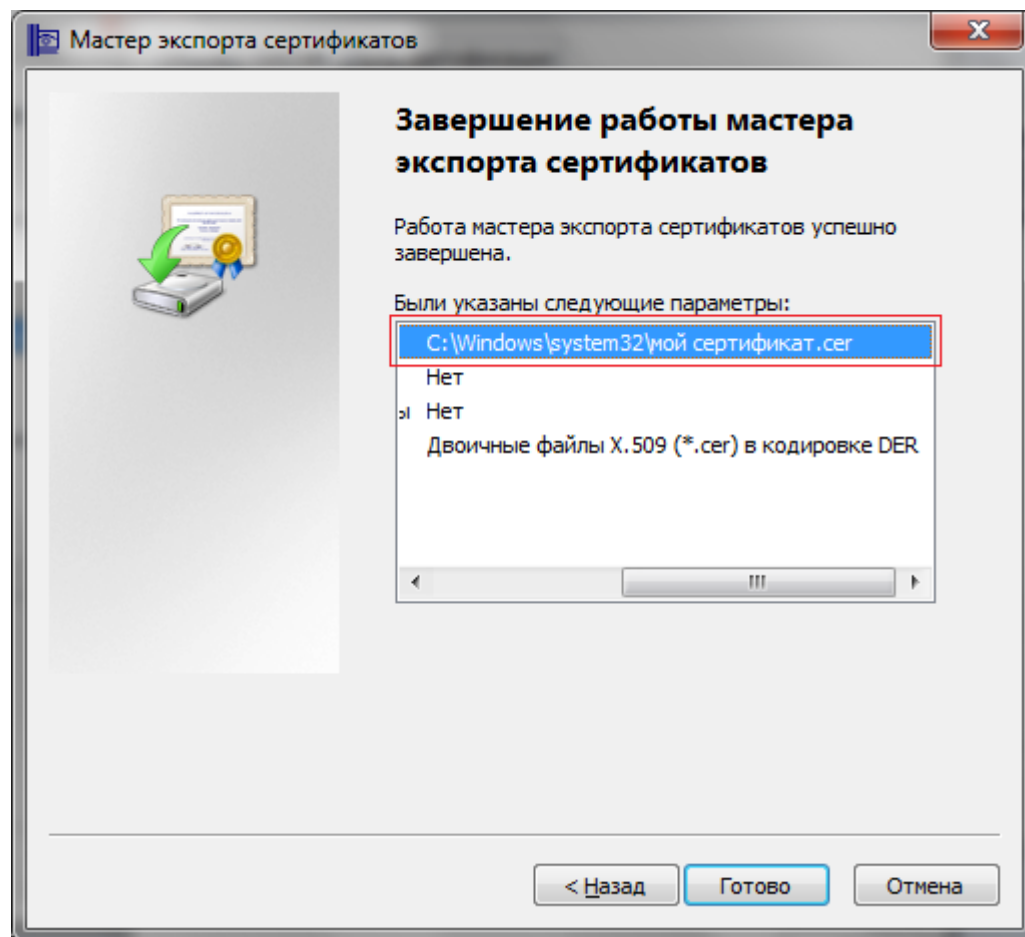 Мастер экспорта сертификатов
Завершение работы мастера
экспорта сертификатов
Работа мастера экспорта сертификатов успешно
завершена.
Были указаны следующие параметры:
C:\Windows\system32\мой сертификат.cer
Нет
ы Нет
Двоичные файлы X.509 (*.cer) в кодировке DER
< Назад
Готово
Отмена